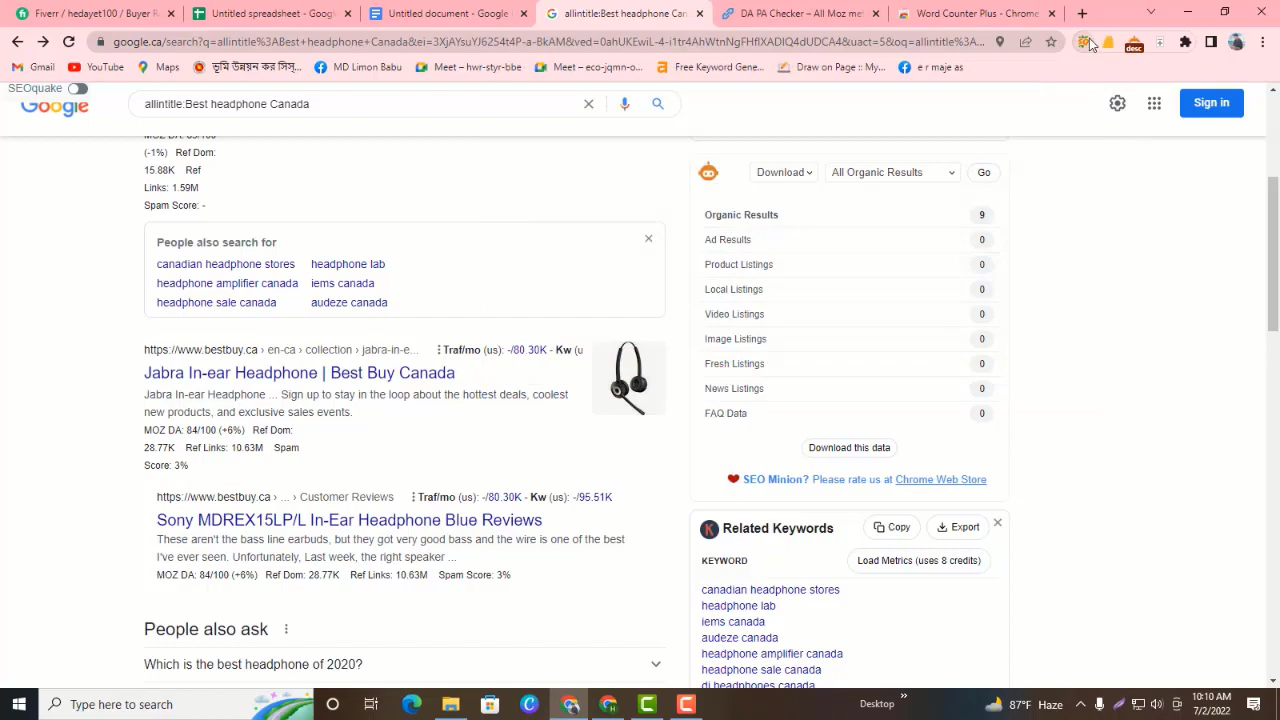 Fiverr / hedayet100 / Buyer R
Untitled spreadsheet - Google
Untitled document - Google
allintitle:Best headphone Can
DA PA Checker - All Moz met
Word Counter Plus - Chrome
google.ca/search?q=allintitle%3ABest+headphone+Canada&ei=3XjAYsuYJ6254t4P-a-BkAM&ved=0ahUKEwiL-4-i1tr4AhWtnNgFHflXADIQ4dUDCA4&uact=5&oq=allintitle%3A...
desc
Gmail
YouTube
Maps
ভূমি উন্নয়ন কর সিস্...
MD Limon Babu
Meet – hwr-stry-bbe
Meet – eco-jqmn-o...
Free Keyword Gene...
Draw on Page :: My...
e r maje as
SEOquake
Google
allintitle:Best headphone Canada
Sign in
(-1%) Ref Dom:
15.88K Ref
Links: 1.59M
Spam Score: -
People also search for
canadian headphone stores
headphone lab
headphone amplifier canada
iems canada
headphone sale canada
audeze canada
https://www.bestbuy.ca › en-ca › collection › jabra-in-e...
Traf/mo (us): -/80.30K - Kw (u
Jabra In-ear Headphone | Best Buy Canada
Jabra In-ear Headphone ... Sign up to stay in the loop about the hottest deals, coolest
new products, and exclusive sales events.
MOZ DA: 84/100 (+6%) Ref Dom:
28.77K Ref Links: 10.63M Spam
Score: 3%
https://www.bestbuy.ca › ... › Customer Reviews
Traf/mo (us): -/80.30K - Kw (us): -/95.51K
Sony MDREX15LP/L In-Ear Headphone Blue Reviews
These aren't the bass line earbuds, but they got very good bass and the wire is one of the best
I've ever seen. Unfortunately, Last week, the right speaker ...
MOZ DA: 84/100 (+6%) Ref Dom: 28.77K Ref Links: 10.63M Spam Score: 3%
People also ask
Which is the best headphone of 2020?
Download
All Organic Results
Go
Organic Results 9
Ad Results 0
Product Listings 0
Local Listings 0
Video Listings 0
Image Listings 0
Fresh Listings 0
News Listings 0
FAQ Data 0
Download this data
SEO Minion? Please rate us at Chrome Web Store
K
Related Keywords
Copy
Export
KEYWORD
Load Metrics (uses 8 credits)
canadian headphone stores
headphone lab
iems canada
audeze canada
headphone amplifier canada
headphone sale canada
dj headphones canada
Type here to search
Desktop
87°F Haze
10:10 AM
7/2/2022